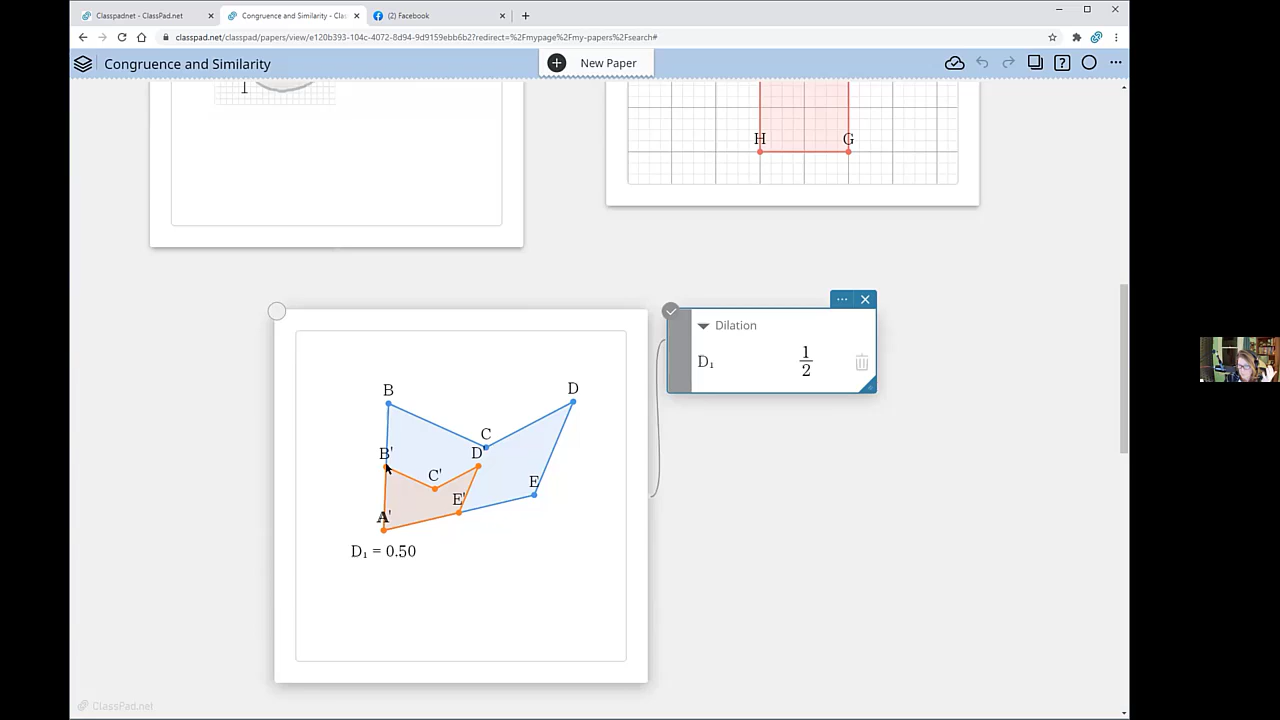 Classpadnet - ClassPad.net
Congruence and Similarity - Clas
(2) Facebook
classpad.net/classpad/papers/view/e120b393-104c-4072-8d94-9d9159ebb6b2?redirect=%2Fmypage%2Fmy-papers%2Fsearch#
Congruence and Similarity
New Paper
H G
Dilation
D₁ 1/2
B D
C
B' D'
C'
E
E'
A'
D₁ = 0.50
ClassPad.net